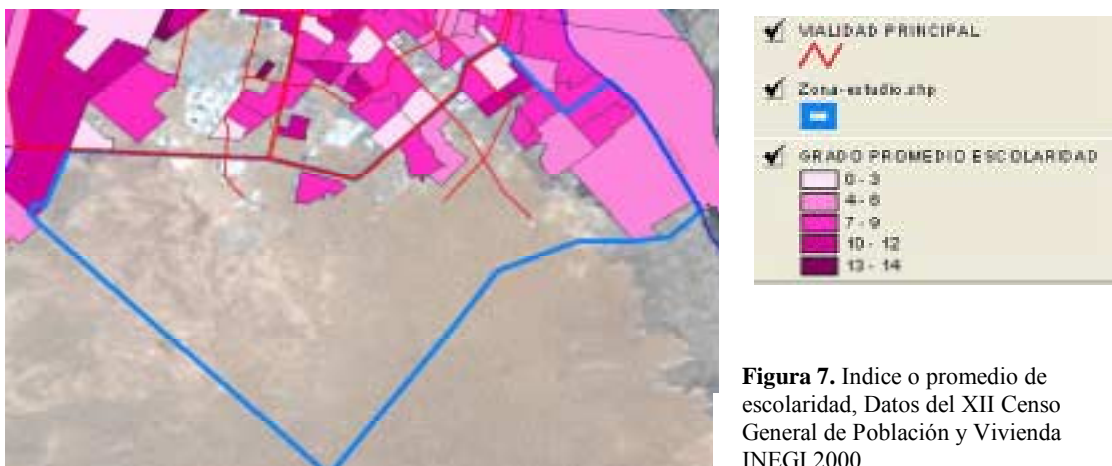 VIALIDAD PRINCIPAL
Zona-estudio.shp
GRADO PROMEDIO ESCOLARIDAD
0 - 3
4 - 6
7 - 9
10 - 12
13 - 14
Figura 7. Indice o promedio de
escolaridad, Datos del XII Censo
General de Población y Vivienda
INEGI 2000